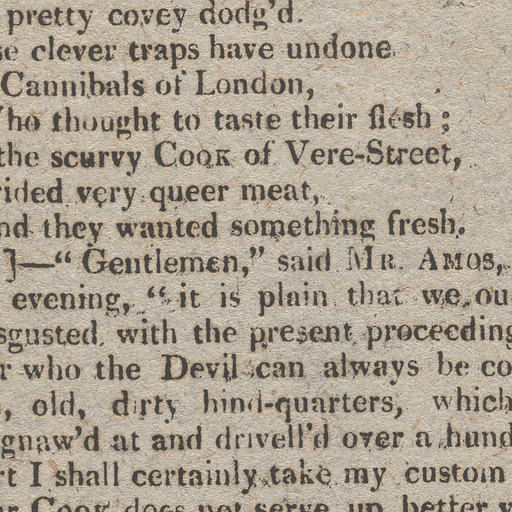 pretty covey dodg'd.
se clever traps have undone
Cannibals of London,
Who thought to taste their flesh;
the scurvy COOK of Vere-Street,
vided very queer meat,
nd they wanted something fresh.
]—“Gentlemen,” said MR. AMOS,
evening, “it is plain that we, ou
sgusted, with the present proceeding
r who the Devil can always be co
, old, dirty hind-quarters, which
gnaw'd at and drivell'd over a hund
rt I shall certainly take my custom
ur COOK does not serve up better v